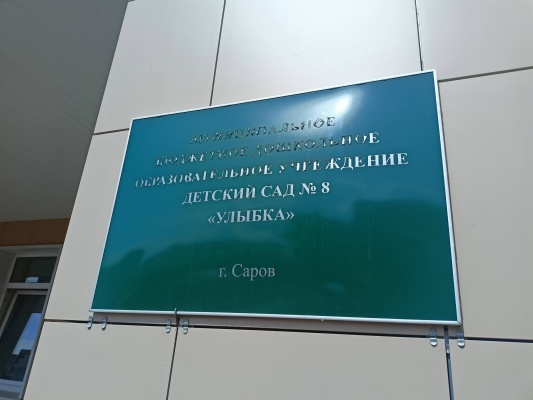 МУНИЦИПАЛЬНОЕ
БЮДЖЕТНОЕ ДОШКОЛЬНОЕ
ОБРАЗОВАТЕЛЬНОЕ УЧРЕЖДЕНИЕ
ДЕТСКИЙ САД № 8
«УЛЫБКА»
г. Саров